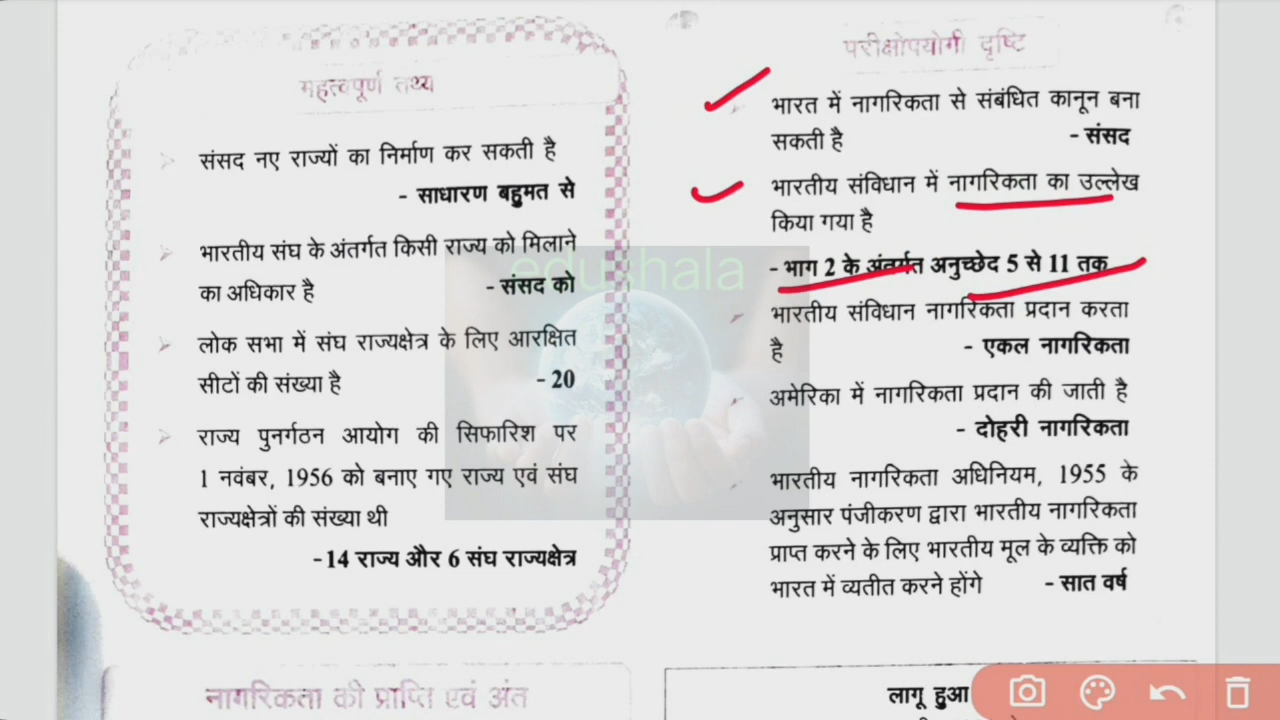 महत्वपूर्ण तथ्य
संसद नए राज्यों का निर्माण कर सकती है
- साधारण बहुमत से
भारतीय संघ के अंतर्गत किसी राज्य को मिलाने
का अधिकार है - संसद को
लोक सभा में संघ राज्यक्षेत्र के लिए आरक्षित
सीटों की संख्या है - 20
राज्य पुनर्गठन आयोग की सिफारिश पर
1 नवंबर, 1956 को बनाए गए राज्य एवं संघ
राज्यक्षेत्रों की संख्या थी
- 14 राज्य और 6 संघ राज्यक्षेत्र
नागरिकता की प्राप्ति एवं अंत
परीक्षोपयोगी दृष्टि
भारत में नागरिकता से संबंधित कानून बना
सकती है - संसद
भारतीय संविधान में नागरिकता का उल्लेख
किया गया है
- भाग 2 के अंतर्गत अनुच्छेद 5 से 11 तक
भारतीय संविधान नागरिकता प्रदान करता
है - एकल नागरिकता
अमेरिका में नागरिकता प्रदान की जाती है
- दोहरी नागरिकता
भारतीय नागरिकता अधिनियम, 1955 के
अनुसार पंजीकरण द्वारा भारतीय नागरिकता
प्राप्त करने के लिए भारतीय मूल के व्यक्ति को
भारत में व्यतीत करने होंगे - सात वर्ष
लागू हुआ
edushala